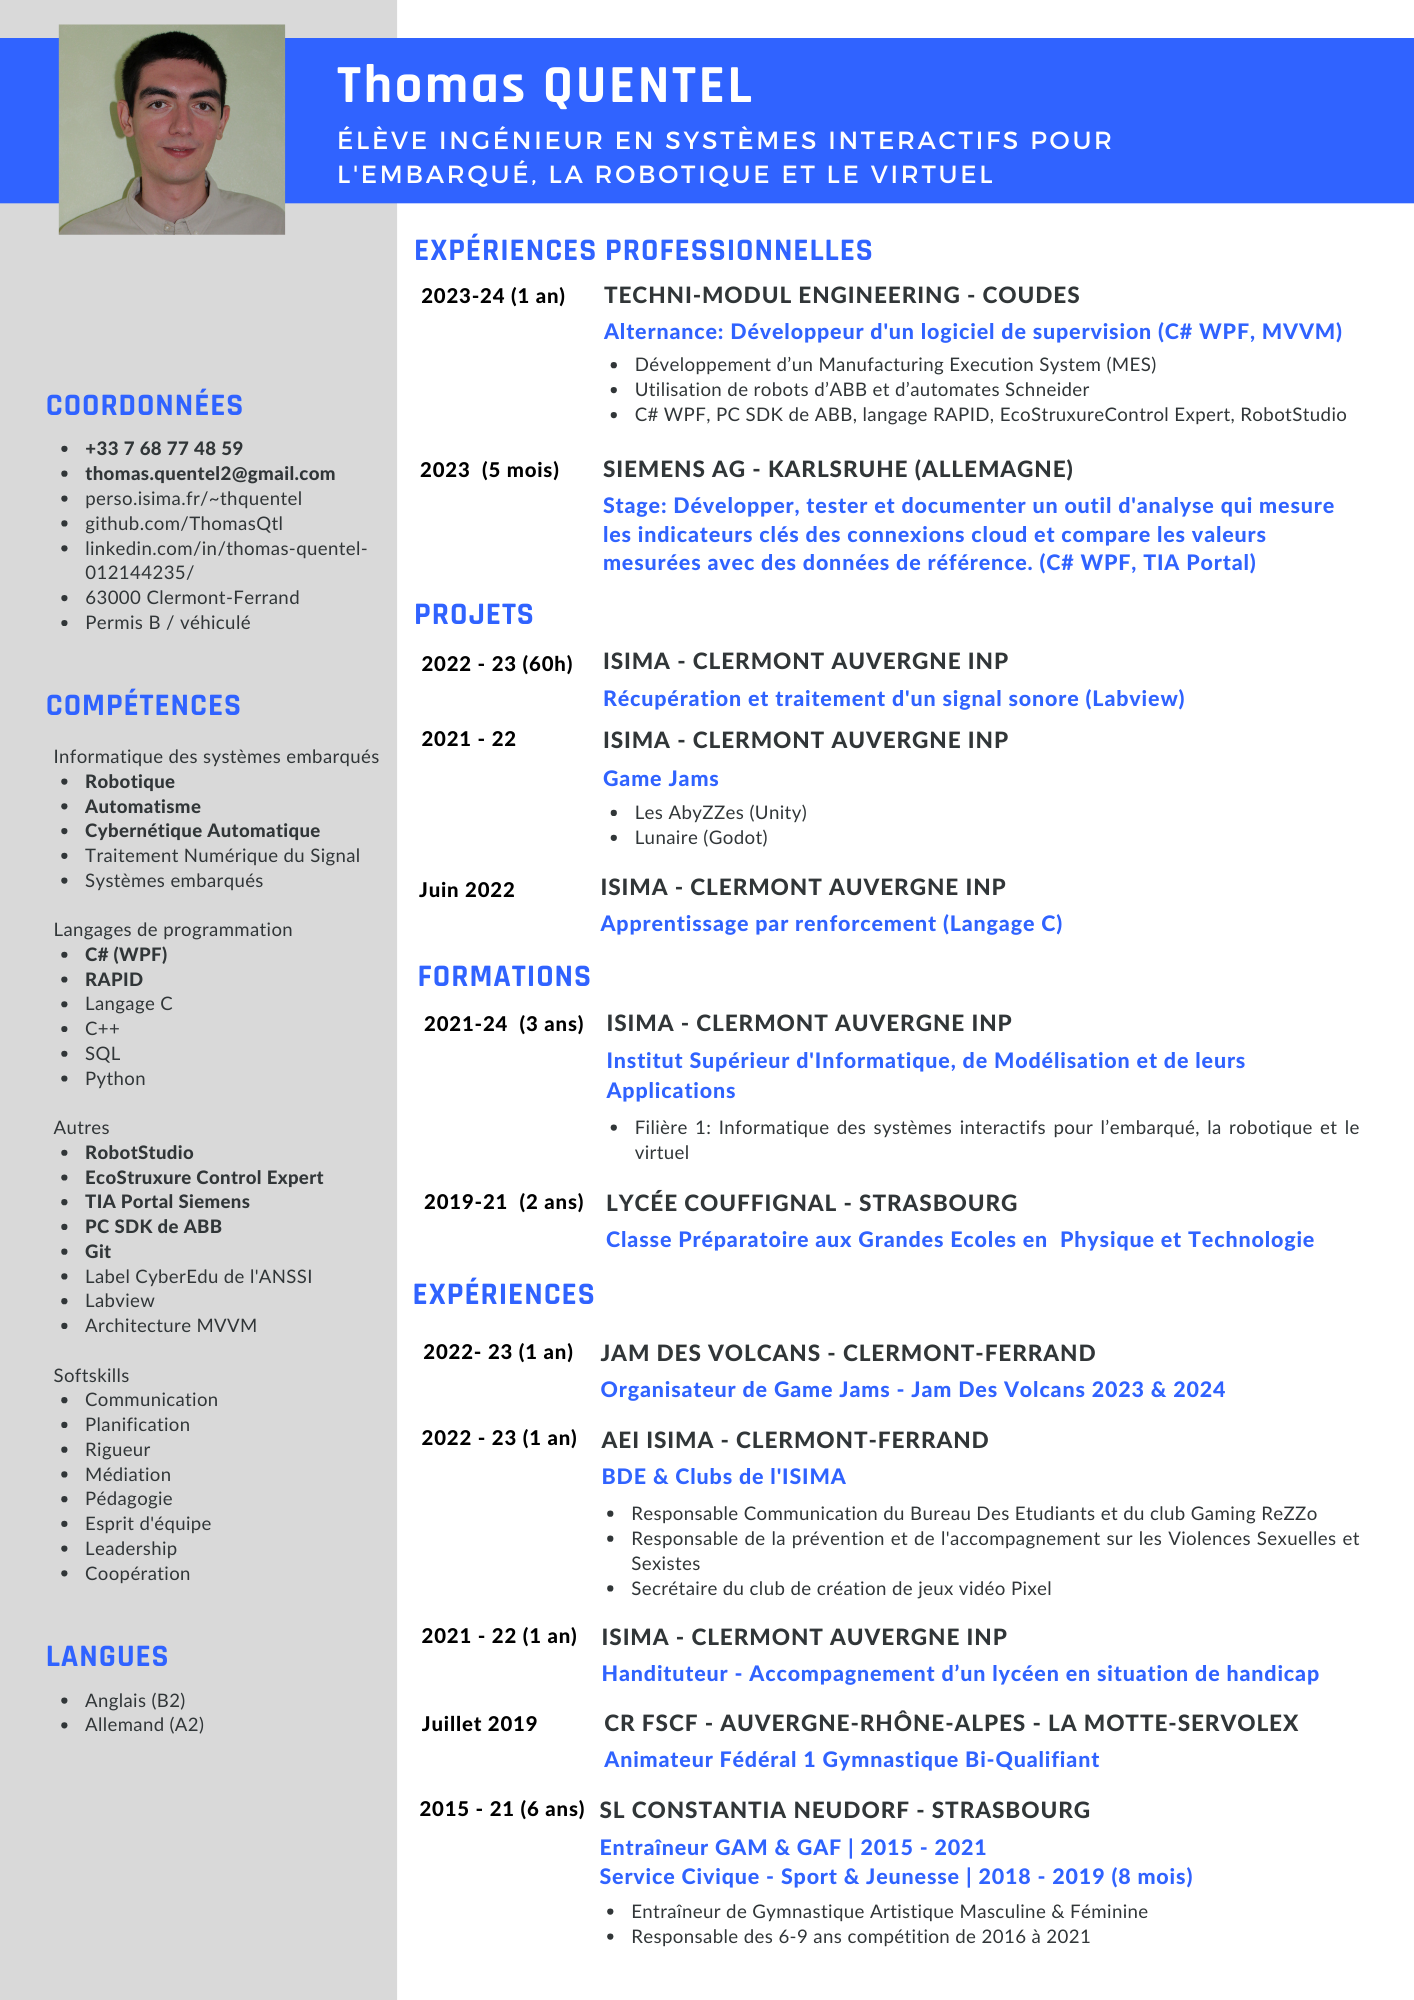 Thomas QUENTEL
ÉLÈVE INGÉNIEUR EN SYSTÈMES INTERACTIFS POUR
L'EMBARQUÉ, LA ROBOTIQUE ET LE VIRTUEL
COORDONNÉES
• +33 7 68 77 48 59
• thomas.quentel2@gmail.com
• perso.isima.fr/~thquentel
• github.com/ThomasQtl
• linkedin.com/in/thomas-quentel-
012144235/
• 63000 Clermont-Ferrand
• Permis B / véhiculé
COMPÉTENCES
Informatique des systèmes embarqués
• Robotique
• Automatisme
• Cybernétique Automatique
• Traitement Numérique du Signal
• Systèmes embarqués
Langages de programmation
• C# (WPF)
• RAPID
• Langage C
• C++
• SQL
• Python
Autres
• RobotStudio
• EcoStruxure Control Expert
• TIA Portal Siemens
• PC SDK de ABB
• Git
• Label CyberEdu de l'ANSSI
• Labview
• Architecture MVVM
Softskills
• Communication
• Planification
• Rigueur
• Médiation
• Pédagogie
• Esprit d'équipe
• Leadership
• Coopération
LANGUES
• Anglais (B2)
• Allemand (A2)
EXPÉRIENCES PROFESSIONNELLES
2023-24 (1 an) TECHNI-MODUL ENGINEERING - COUDES
Alternance: Développeur d'un logiciel de supervision (C# WPF, MVVM)
• Développement d’un Manufacturing Execution System (MES)
• Utilisation de robots d’ABB et d’automates Schneider
• C# WPF, PC SDK de ABB, langage RAPID, EcoStruxureControl Expert, RobotStudio
2023 (5 mois) SIEMENS AG - KARLSRUHE (ALLEMAGNE)
Stage: Développer, tester et documenter un outil d'analyse qui mesure
les indicateurs clés des connexions cloud et compare les valeurs
mesurées avec des données de référence. (C# WPF, TIA Portal)
PROJETS
2022 - 23 (60h) ISIMA - CLERMONT AUVERGNE INP
Récupération et traitement d'un signal sonore (Labview)
2021 - 22 ISIMA - CLERMONT AUVERGNE INP
Game Jams
• Les AbyZZes (Unity)
• Lunaire (Godot)
Juin 2022 ISIMA - CLERMONT AUVERGNE INP
Apprentissage par renforcement (Langage C)
FORMATIONS
2021-24 (3 ans) ISIMA - CLERMONT AUVERGNE INP
Institut Supérieur d'Informatique, de Modélisation et de leurs
Applications
• Filière 1: Informatique des systèmes interactifs pour l’embarqué, la robotique et le
virtuel
2019-21 (2 ans) LYCÉE COUFFIGNAL - STRASBOURG
Classe Préparatoire aux Grandes Ecoles en Physique et Technologie
EXPÉRIENCES
2022- 23 (1 an) JAM DES VOLCANS - CLERMONT-FERRAND
Organisateur de Game Jams - Jam Des Volcans 2023 & 2024
2022 - 23 (1 an) AEI ISIMA - CLERMONT-FERRAND
BDE & Clubs de l'ISIMA
• Responsable Communication du Bureau Des Etudiants et du club Gaming ReZZo
• Responsable de la prévention et de l'accompagnement sur les Violences Sexuelles et
Sexistes
• Secrétaire du club de création de jeux vidéo Pixel
2021 - 22 (1 an) ISIMA - CLERMONT AUVERGNE INP
Handituteur - Accompagnement d’un lycéen en situation de handicap
Juillet 2019 CR FSCF - AUVERGNE-RHÔNE-ALPES - LA MOTTE-SERVOLEX
Animateur Fédéral 1 Gymnastique Bi-Qualifiant
2015 - 21 (6 ans) SL CONSTANTIA NEUDORF - STRASBOURG
Entraîneur GAM & GAF | 2015 - 2021
Service Civique - Sport & Jeunesse | 2018 - 2019 (8 mois)
• Entraîneur de Gymnastique Artistique Masculine & Féminine
• Responsable des 6-9 ans compétition de 2016 à 2021